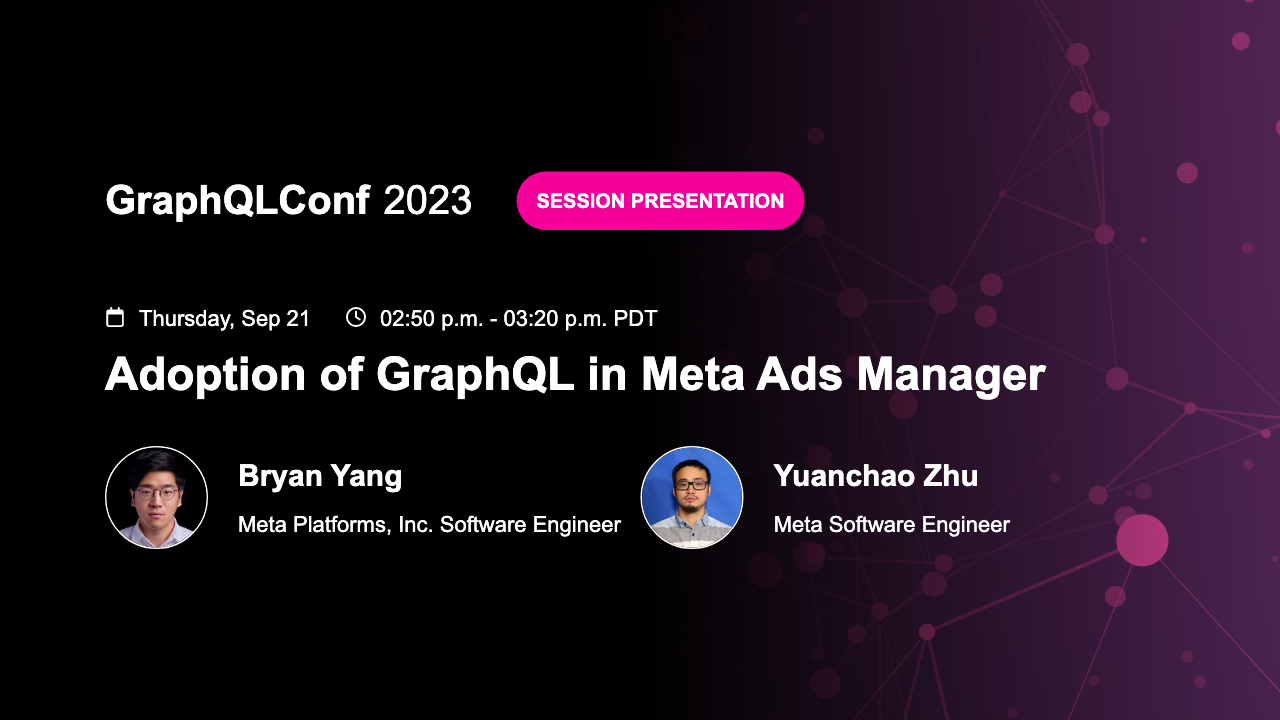 GraphQLConf 2023
SESSION PRESENTATION
Thursday, Sep 21
02:50 p.m. - 03:20 p.m. PDT
Adoption of GraphQL in Meta Ads Manager
Bryan Yang
Meta Platforms, Inc. Software Engineer
Yuanchao Zhu
Meta Software Engineer